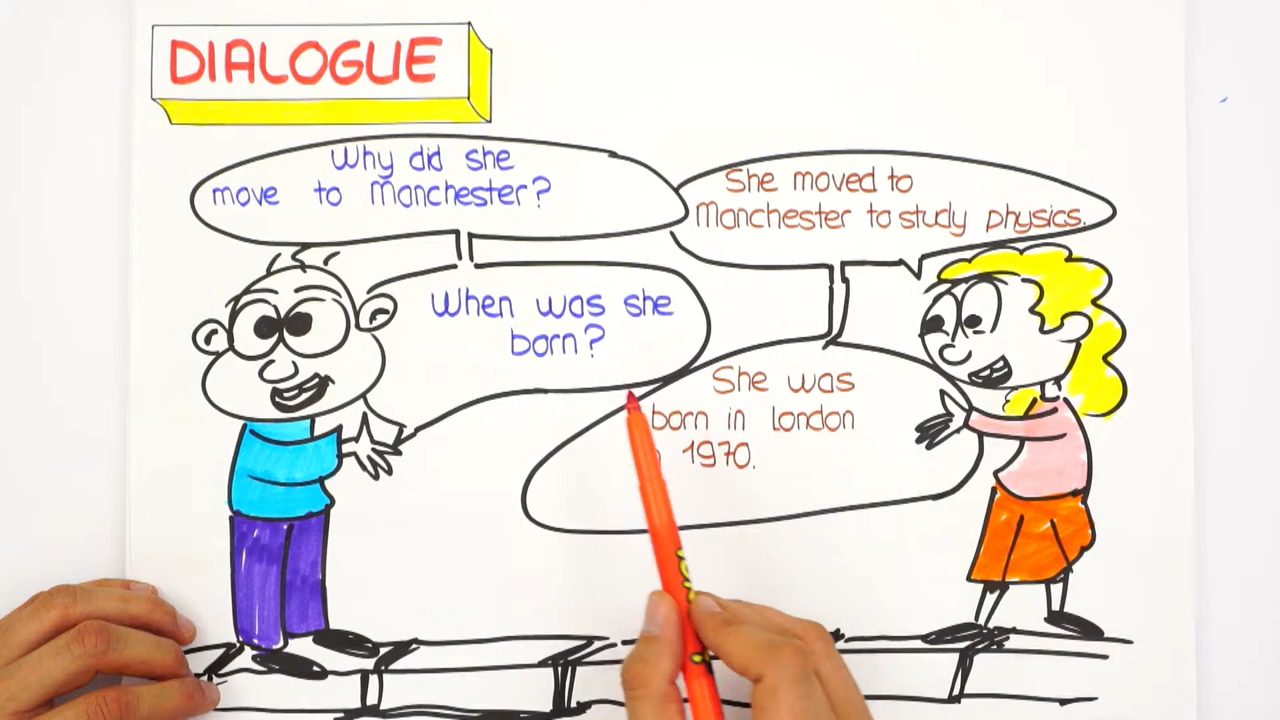 DIALOGUE
Why did she
move to Manchester?
She moved to
Manchester to study physics.
When was she
born?
She was
born in London
1970.